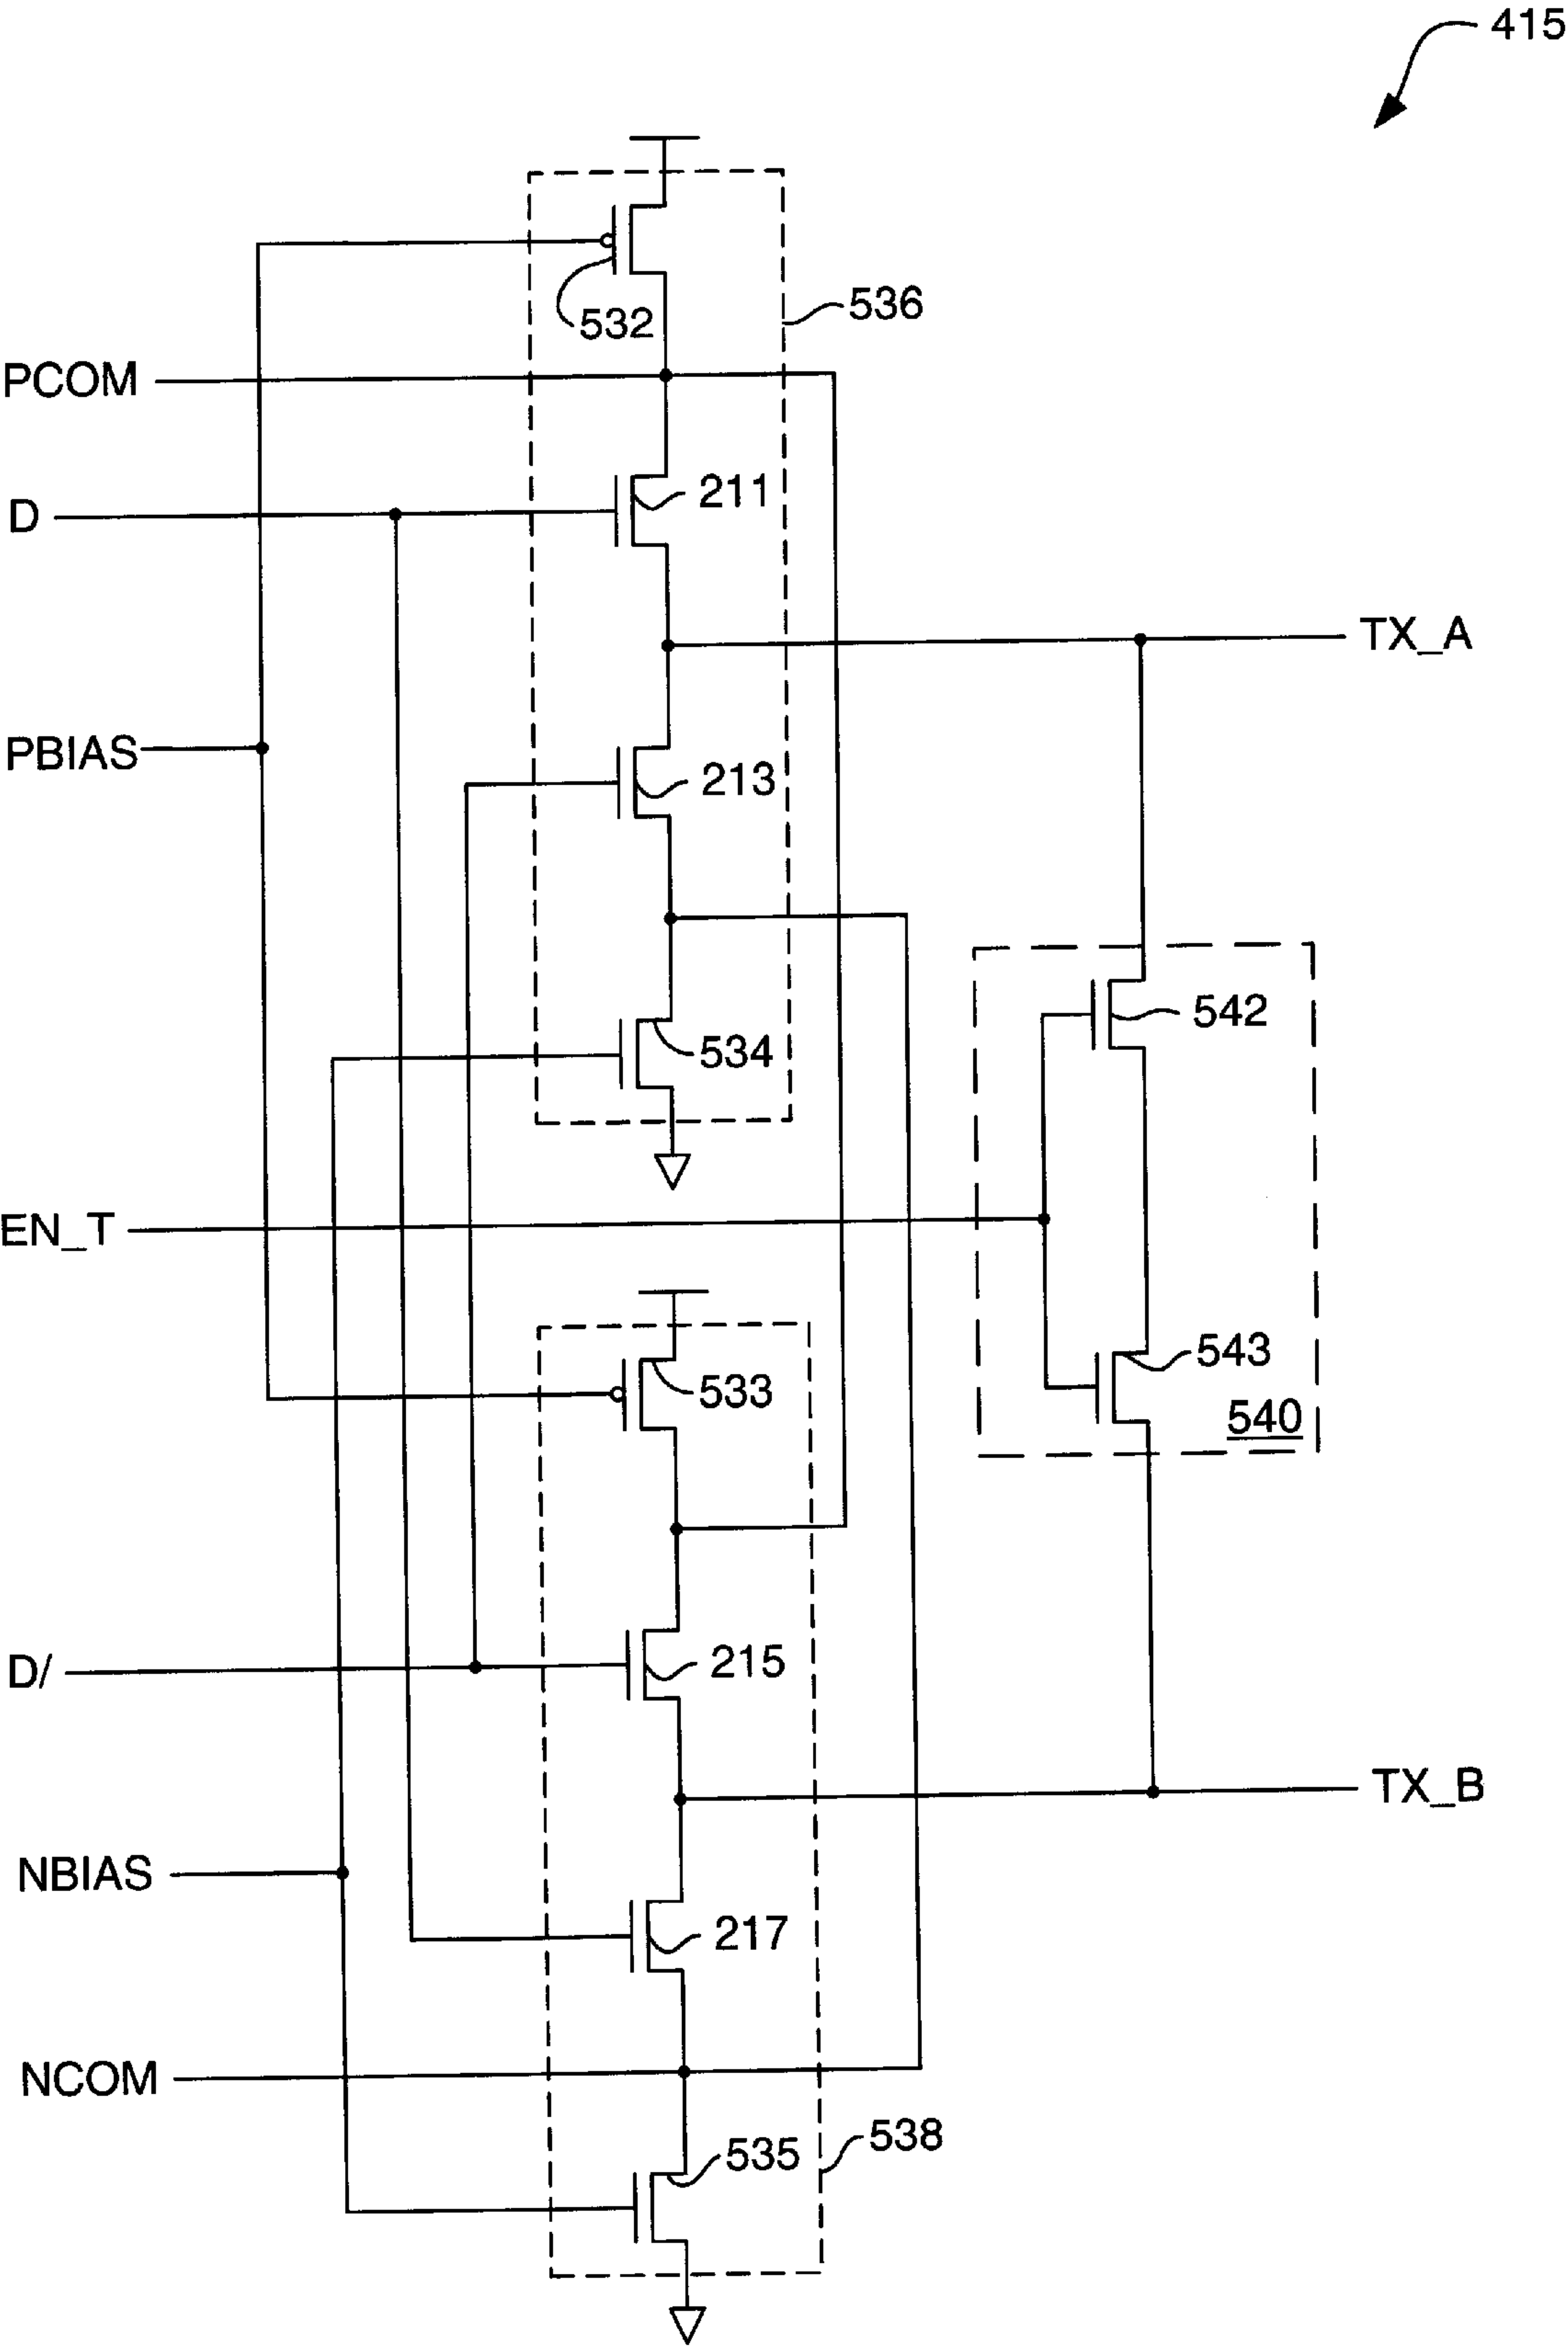 415
536
532
PCOM
211
D
TX_A
PBIAS
213
542
534
EN_T
543
533
540
215
D/
TX_B
NBIAS
217
NCOM
538
535